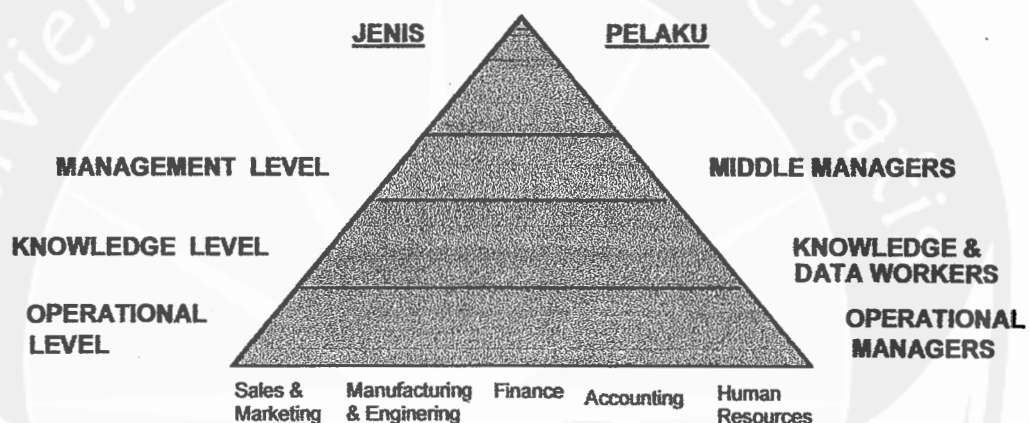 JENIS
PELAKU
MANAGEMENT LEVEL
MIDDLE MANAGERS
KNOWLEDGE LEVEL
KNOWLEDGE &
DATA WORKERS
OPERATIONAL
LEVEL
OPERATIONAL
MANAGERS
Sales &
Marketing
Manufacturing
& Enginering
Finance
Accounting
Human
Resources